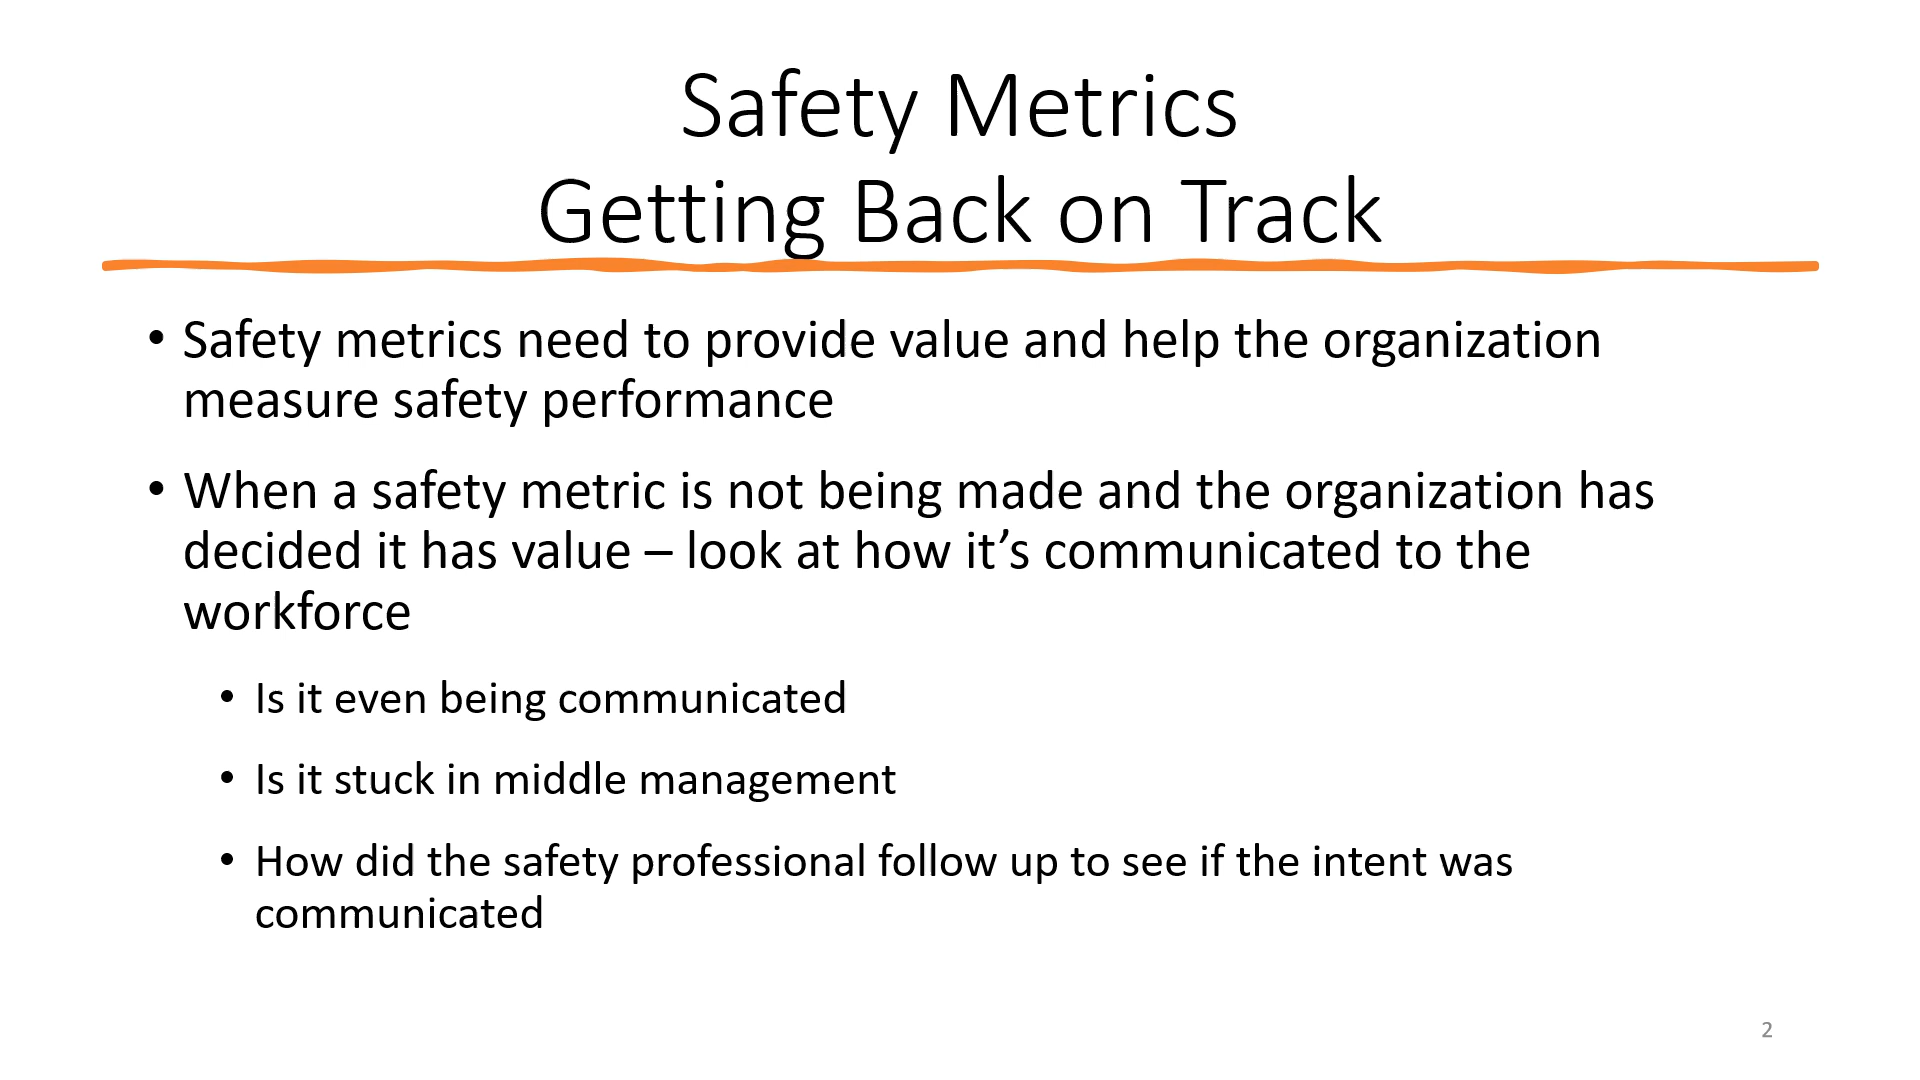 Safety Metrics
Getting Back on Track
• Safety metrics need to provide value and help the organization
measure safety performance
• When a safety metric is not being made and the organization has
decided it has value – look at how it’s communicated to the
workforce
• Is it even being communicated
• Is it stuck in middle management
• How did the safety professional follow up to see if the intent was
communicated
2